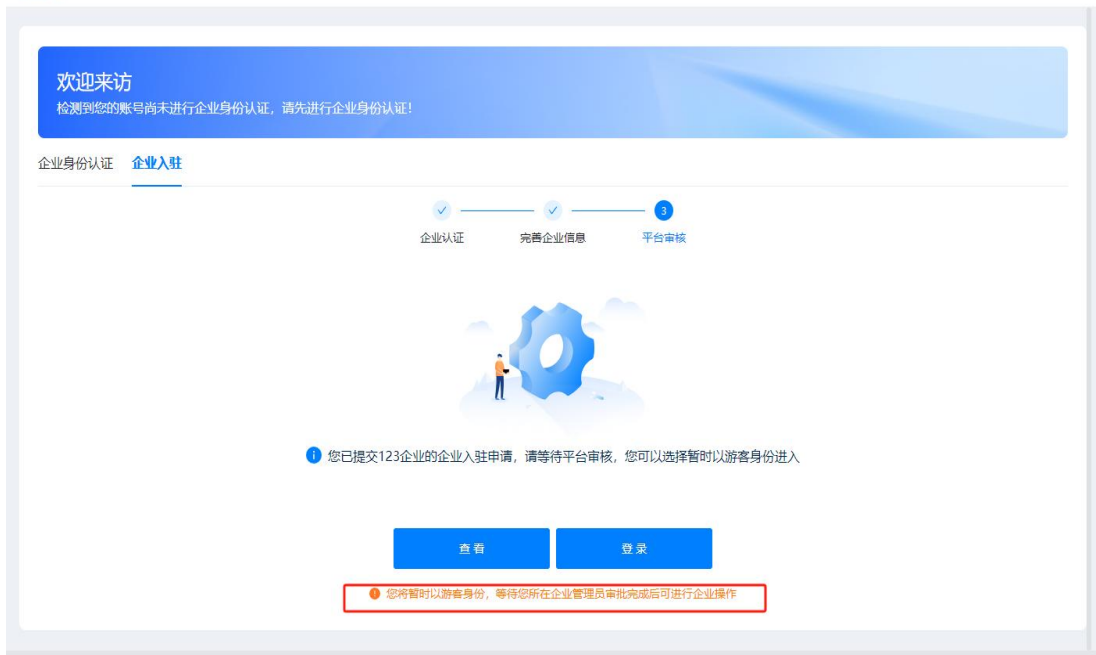 欢迎来访
检测到您的账号尚未进行企业身份认证，请先进行企业身份认证！
企业身份认证 企业入驻
3
企业认证 完善企业信息 平台审核
您已提交123企业的企业入驻申请，请等待平台审核，您可以选择暂时以游客身份进入
查看 登录
您将暂时以游客身份，等待您所在企业管理员审批完成后可进行企业操作